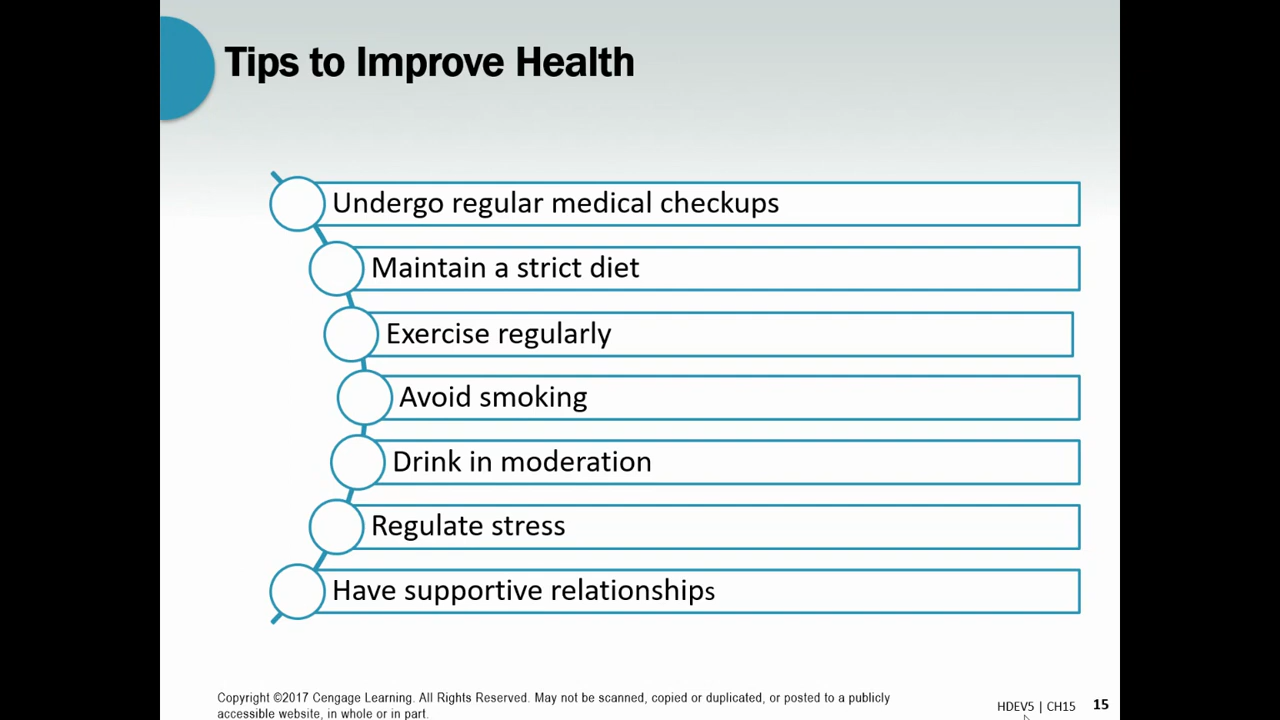 Tips to Improve Health
Undergo regular medical checkups
Maintain a strict diet
Exercise regularly
Avoid smoking
Drink in moderation
Regulate stress
Have supportive relationships
Copyright ©2017 Cengage Learning. All Rights Reserved. May not be scanned, copied or duplicated, or posted to a publicly
accessible website, in whole or in part.
HDEV5 | CH15 15